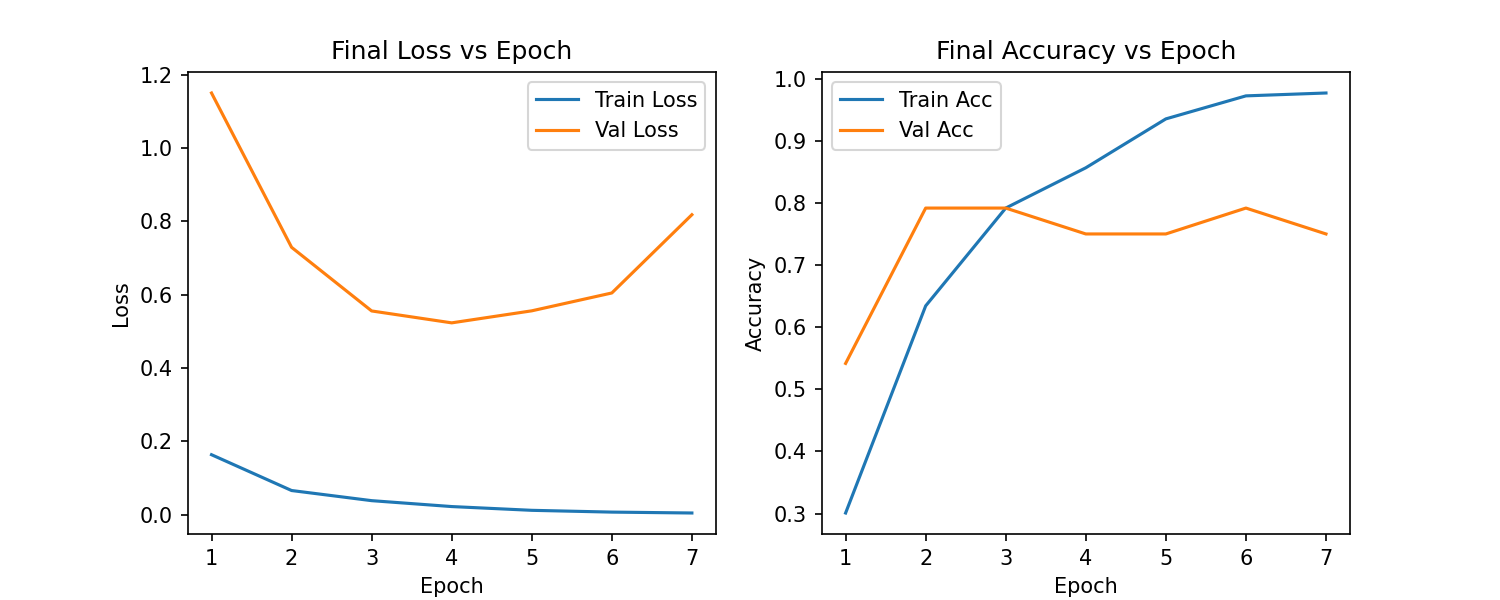 Final Loss vs Epoch
1.2
1.0
0.8
0.6
0.4
0.2
0.0
Loss
Train Loss
Val Loss
1 2 3 4 5 6 7
Epoch
Final Accuracy vs Epoch
1.0
0.9
0.8
0.7
0.6
0.5
0.4
0.3
Accuracy
Train Acc
Val Acc
1 2 3 4 5 6 7
Epoch